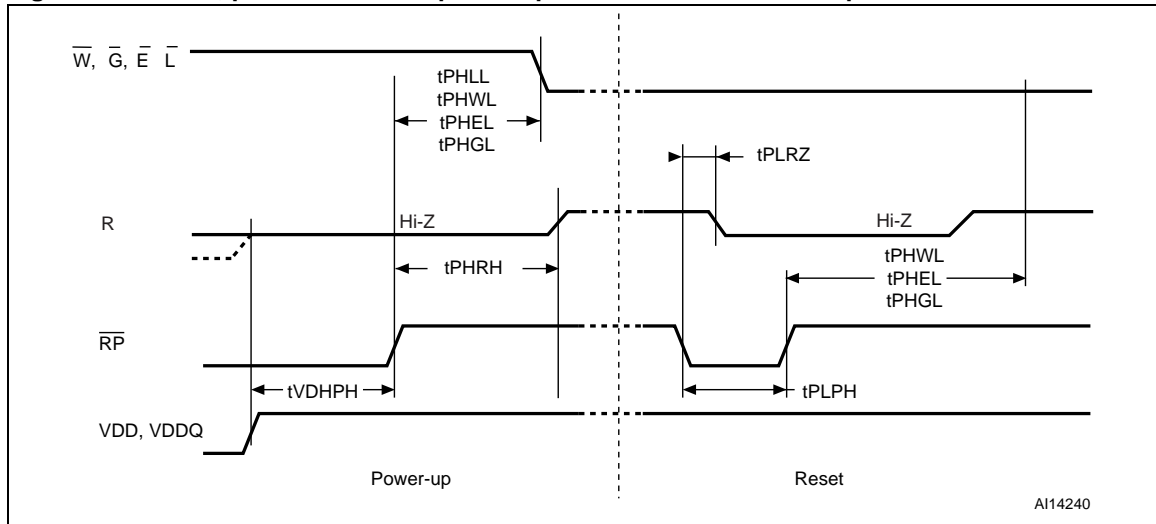 W̅, G̅, E̅ L̅
tPHLL
tPHWL
tPHEL
tPHGL
tPLRZ
R
Hi-Z
Hi-Z
tPHRH
tPHWL
tPHEL
tPHGL
R̅P̅
tVDHPH
tPLPH
VDD, VDDQ
Power-up
Reset
AI14240